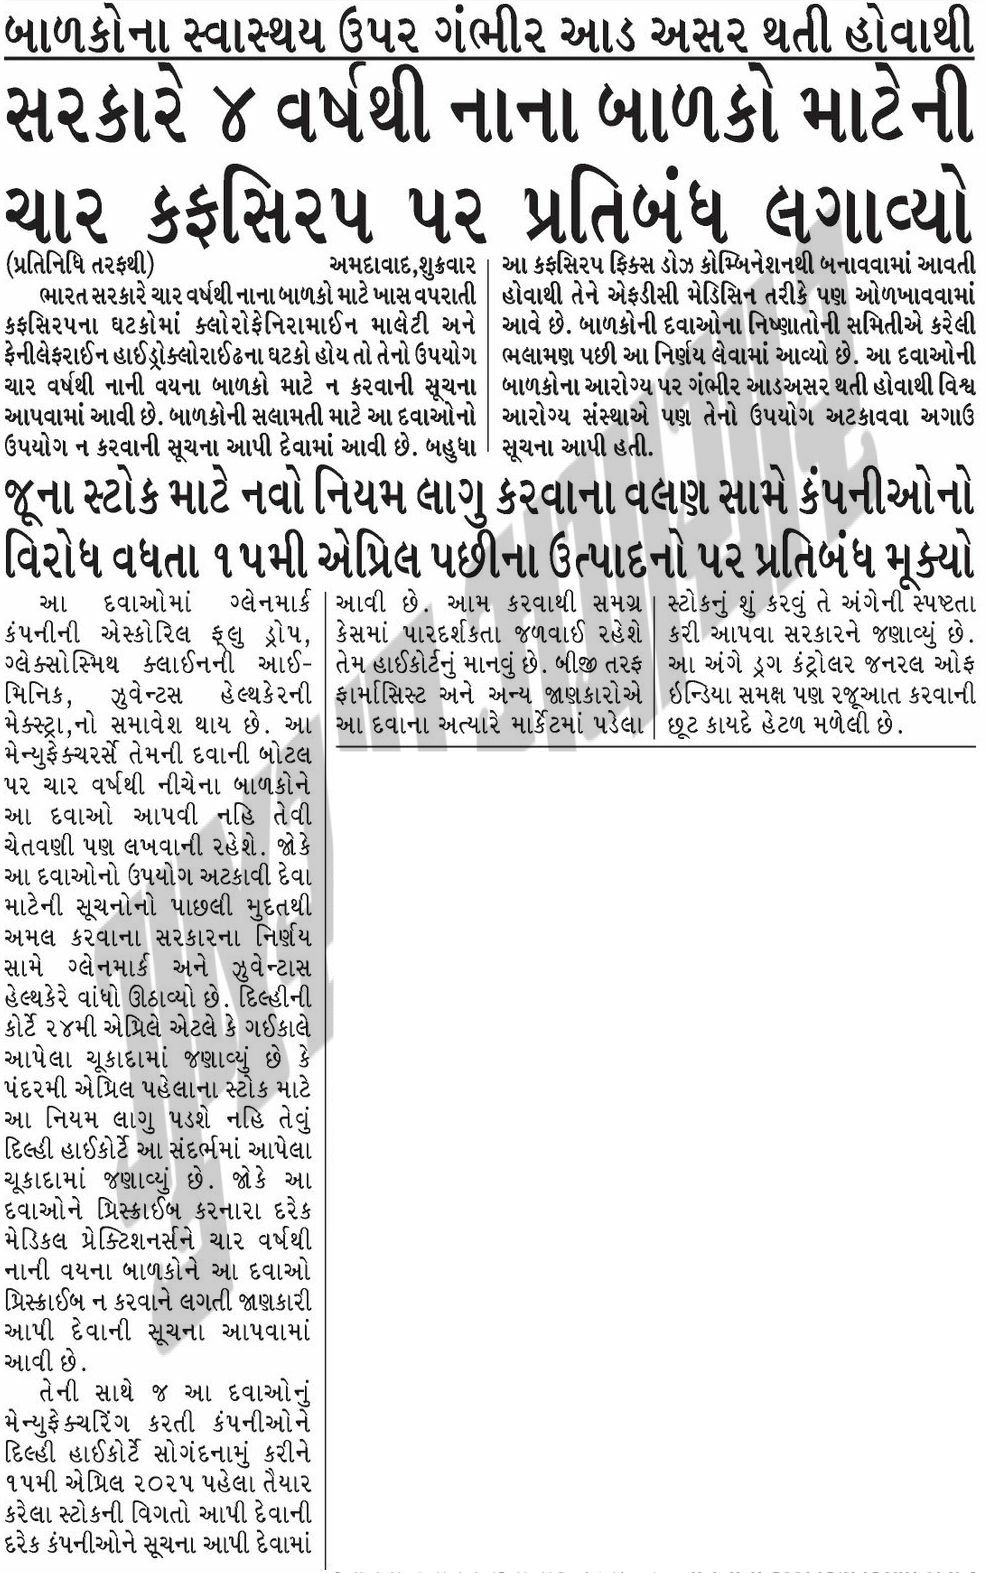 બાળકોના સ્વાસ્થય ઉપર ગંભીર આડ અસર થતી હોવાથી
સરકારે ૪ વર્ષથી નાના બાળકો માટેની
ચાર કફસિરપ પર પ્રતિબંધ લગાવ્યો
(પ્રતિનિધિ તરફથી) અમદાવાદ,શુક્રવાર
ભારત સરકારે ચાર વર્ષથી નાના બાળકો માટે ખાસ વપરાતી
કફસિરપના ઘટકોમાં ક્લોરોફેનિરામાઈન માલેટી અને
ફેનીલેફરાઈન હાઈડ્રોક્લોરાઈઢના ઘટકો હોય તો તેનો ઉપયોગ
ચાર વર્ષથી નાની વયના બાળકો માટે ન કરવાની સૂચના
આપવામાં આવી છે. બાળકોની સલામતી માટે આ દવાઓનો
ઉપયોગ ન કરવાની સૂચના આપી દેવામાં આવી છે. બહુધા
આ કફસિરપ ફિક્સ ડોઝ કોમ્બિનેશનથી બનાવવામાં આવતી
હોવાથી તેને એફડીસી મેડિસિન તરીકે પણ ઓળખાવવામાં
આવે છે. બાળકોની દવાઓના નિષ્ણાતોની સમિતીએ કરેલી
ભલામણ પછી આ નિર્ણય લેવામાં આવ્યો છે. આ દવાઓની
બાળકોના આરોગ્ય પર ગંભીર આડઅસર થતી હોવાથી વિશ્વ
આરોગ્ય સંસ્થાએ પણ તેનો ઉપયોગ અટકાવવા અગાઉ
સૂચના આપી હતી.
જૂના સ્ટોક માટે નવો નિયમ લાગુ કરવાના વલણ સામે કંપનીઓનો
વિરોધ વધતા ૧૫મી એપ્રિલ પછીના ઉત્પાદનો પર પ્રતિબંધ મૂક્યો
આ દવાઓમાં ગ્લેનમાર્ક
કંપનીની એસ્કોરિલ ફ્લુ ડ્રોપ,
ગ્લેક્સોસ્મિથ ક્લાઈનની આઈ-
મિનિક, ઝુવેન્ટસ હેલ્થકેરની
મેક્સ્ટ્રા,નો સમાવેશ થાય છે. આ
મેન્યુફેક્ચરર્સે તેમની દવાની બોટલ
પર ચાર વર્ષથી નીચેના બાળકોને
આ દવાઓ આપવી નહિ તેવી
ચેતવણી પણ લખવાની રહેશે. જોકે
આ દવાઓનો ઉપયોગ અટકાવી દેવા
માટેની સૂચનોનો પાછલી મુદતથી
અમલ કરવાના સરકારના નિર્ણય
સામે ગ્લેનમાર્ક અને ઝુવેન્ટાસ
હેલ્થકેરે વાંધો ઊઠાવ્યો છે. દિલ્હીની
કોર્ટે ૨૪મી એપ્રિલે એટલે કે ગઈકાલે
આપેલા ચૂકાદામાં જણાવ્યું છે કે
પંદરમી એપ્રિલ પહેલાના સ્ટોક માટે
આ નિયમ લાગુ પડશે નહિ તેવું
દિલ્હી હાઈકોર્ટે આ સંદર્ભમાં આપેલા
ચૂકાદામાં જણાવ્યું છે. જોકે આ
દવાઓને પ્રિસ્ક્રાઈબ કરનારા દરેક
મેડિકલ પ્રેક્ટિશનર્સને ચાર વર્ષથી
નાની વયના બાળકોને આ દવાઓ
પ્રિસ્ક્રાઈબ ન કરવાને લગતી જાણકારી
આપી દેવાની સૂચના આપવામાં
આવી છે.
તેની સાથે જ આ દવાઓનું
મેન્યુફેક્ચરિંગ કરતી કંપનીઓને
દિલ્હી હાઈકોર્ટે સોગંદનામું કરીને
૧૫મી એપ્રિલ ૨૦૨૫ પહેલા તૈયાર
કરેલા સ્ટોકની વિગતો આપી દેવાની
દરેક કંપનીઓને સૂચના આપી દેવામાં
આવી છે. આમ કરવાથી સમગ્ર
કેસમાં પારદર્શકતા જળવાઈ રહેશે
તેમ હાઈકોર્ટનું માનવું છે. બીજી તરફ
ફાર્માસિસ્ટ અને અન્ય જાણકારોએ
આ દવાના અત્યારે માર્કેટમાં પડેલા
સ્ટોકનું શું કરવું તે અંગેની સ્પષ્ટતા
કરી આપવા સરકારને જણાવ્યું છે.
આ અંગે ડ્રગ કંટ્રોલર જનરલ ઓફ
ઇન્ડિયા સમક્ષ પણ રજૂઆત કરવાની
છૂટ કાયદે હેટળ મળેલી છે.